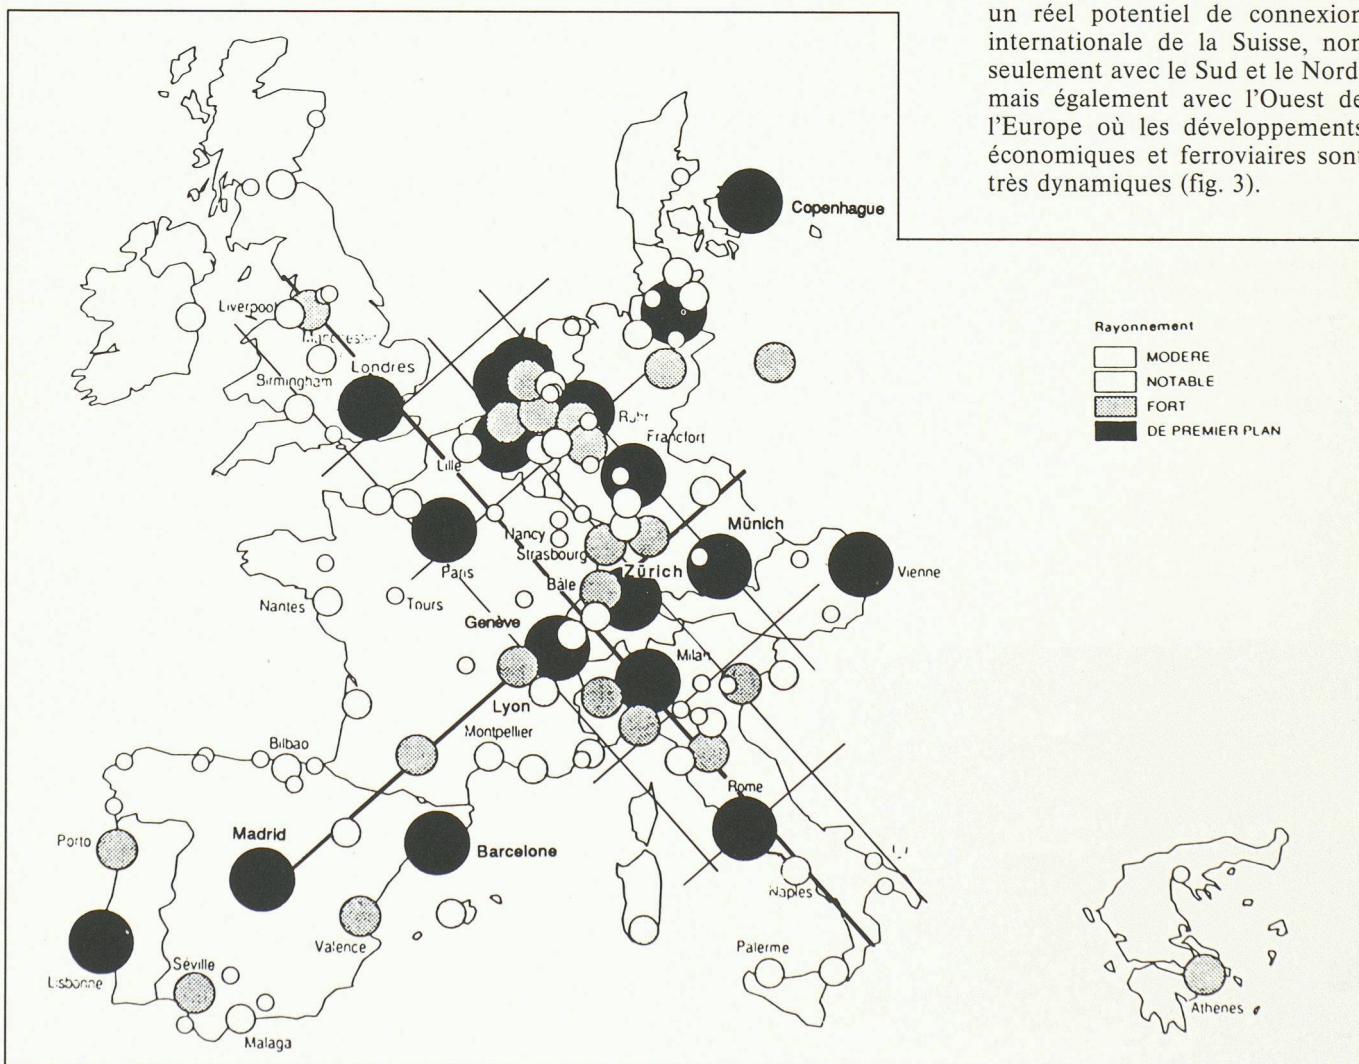 un réel potentiel de connexion
internationale de la Suisse, non
seulement avec le Sud et le Nord
mais également avec l'Ouest de
l'Europe où les développements
économiques et ferroviaires sont
très dynamiques (fig. 3).
Copenhague
Liverpool
Manchester
Londres
Birmingham
Ruhr
Francfort
Lille
Nancy
Strasbourg
Münich
Paris
Bâle
Zürich
Vienne
Nantes
Tours
Genève
Milan
Lyon
Montpellier
Bilbao
Rome
Porto
Madrid
Barcelone
Naples
Valence
Palerme
Lisbonne
Séville
Malaga
Athenes
Rayonnement
MODERE
NOTABLE
FORT
DE PREMIER PLAN